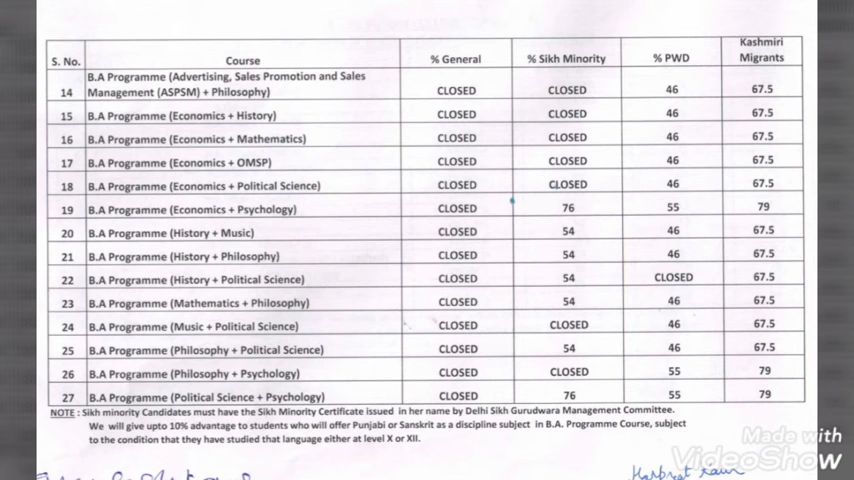 S. No. Course % General % Sikh Minority % PWD Kashmiri Migrants
14 B.A Programme (Advertising, Sales Promotion and Sales Management (ASPSM) + Philosophy) CLOSED CLOSED 46 67.5
15 B.A Programme (Economics + History) CLOSED CLOSED 46 67.5
16 B.A Programme (Economics + Mathematics) CLOSED CLOSED 46 67.5
17 B.A Programme (Economics + OMSP) CLOSED CLOSED 46 67.5
18 B.A Programme (Economics + Political Science) CLOSED CLOSED 46 67.5
19 B.A Programme (Economics + Psychology) CLOSED 76 55 79
20 B.A Programme (History + Music) CLOSED 54 46 67.5
21 B.A Programme (History + Philosophy) CLOSED 54 46 67.5
22 B.A Programme (History + Political Science) CLOSED 54 CLOSED 67.5
23 B.A Programme (Mathematics + Philosophy) CLOSED 54 46 67.5
24 B.A Programme (Music + Political Science) CLOSED CLOSED 46 67.5
25 B.A Programme (Philosophy + Political Science) CLOSED 54 46 67.5
26 B.A Programme (Philosophy + Psychology) CLOSED CLOSED 55 79
27 B.A Programme (Political Science + Psychology) CLOSED 76 55 79
NOTE : Sikh minority Candidates must have the Sikh Minority Certificate issued in her name by Delhi Sikh Gurudwara Management Committee.
We will give upto 10% advantage to students who will offer Punjabi or Sanskrit as a discipline subject in B.A. Programme Course, subject
to the condition that they have studied that language either at level X or XII.
Made with
VideoShow
Harpreet Kaur